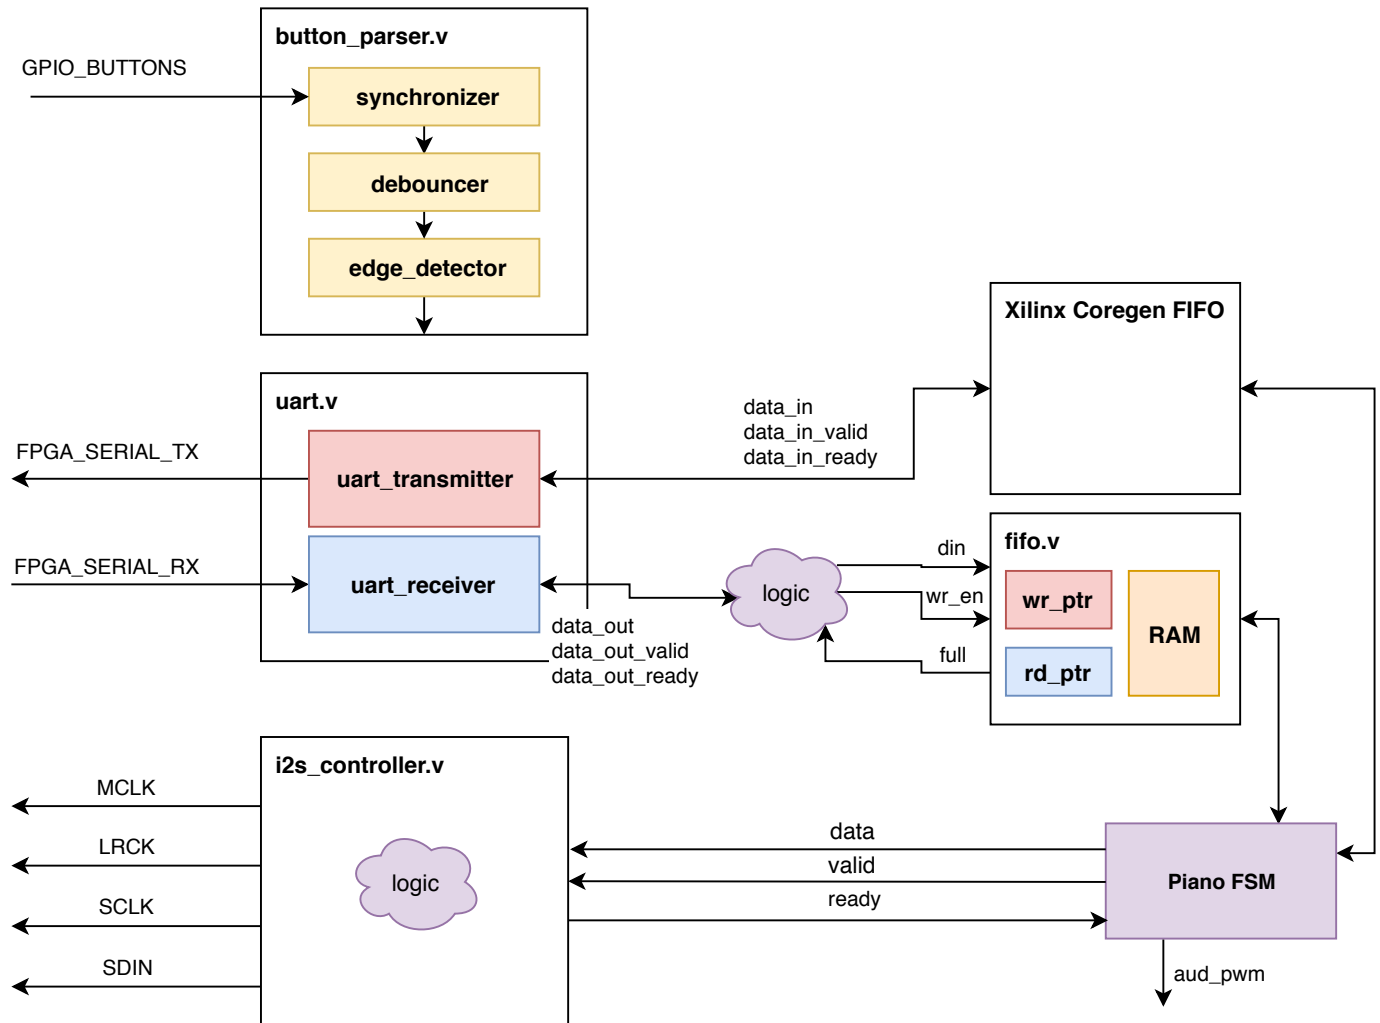 button_parser.v
GPIO_BUTTONS
synchronizer
debouncer
edge_detector
Xilinx Coregen FIFO
uart.v
data_in
data_in_valid
data_in_ready
FPGA_SERIAL_TX
uart_transmitter
fifo.v
din
FPGA_SERIAL_RX
uart_receiver
logic
wr_en
wr_ptr
RAM
data_out
data_out_valid
data_out_ready
full
rd_ptr
i2s_controller.v
MCLK
LRCK
SCLK
SDIN
logic
data
valid
ready
Piano FSM
aud_pwm